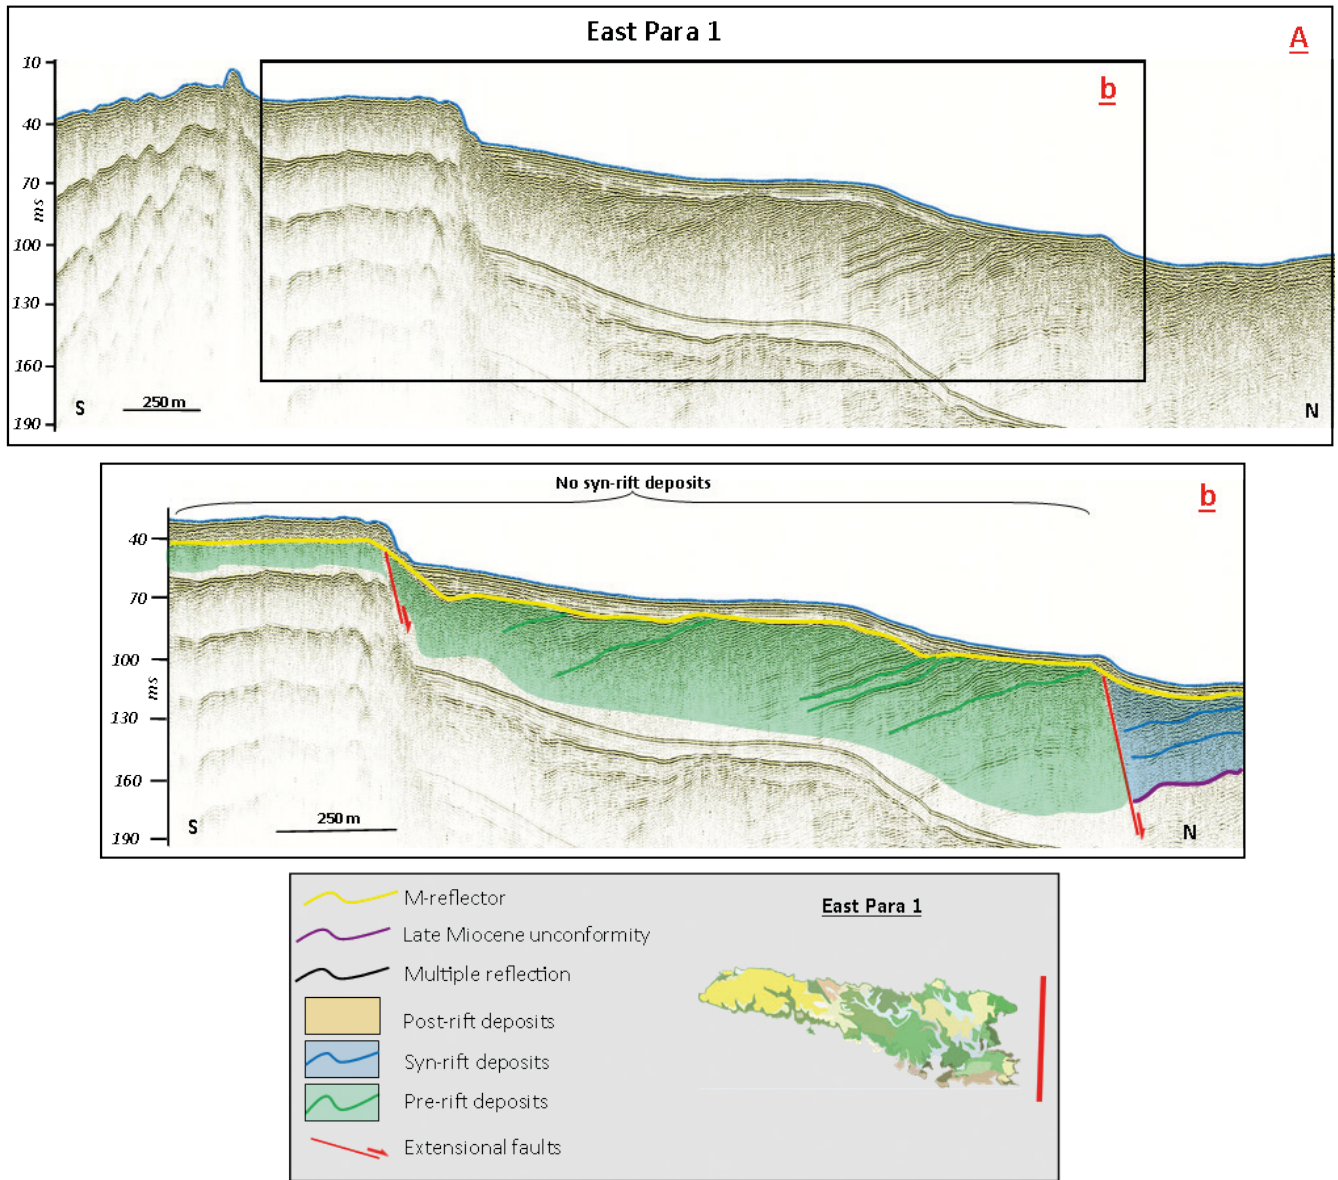 East Para 1
A
b
10
40
70
ms
100
130
160
190
S
250 m
N
No syn-rift deposits
b
40
70
100
ms
130
160
190
S
250 m
N
M-reflector
Late Miocene unconformity
Multiple reflection
Post-rift deposits
Syn-rift deposits
Pre-rift deposits
Extensional faults
East Para 1